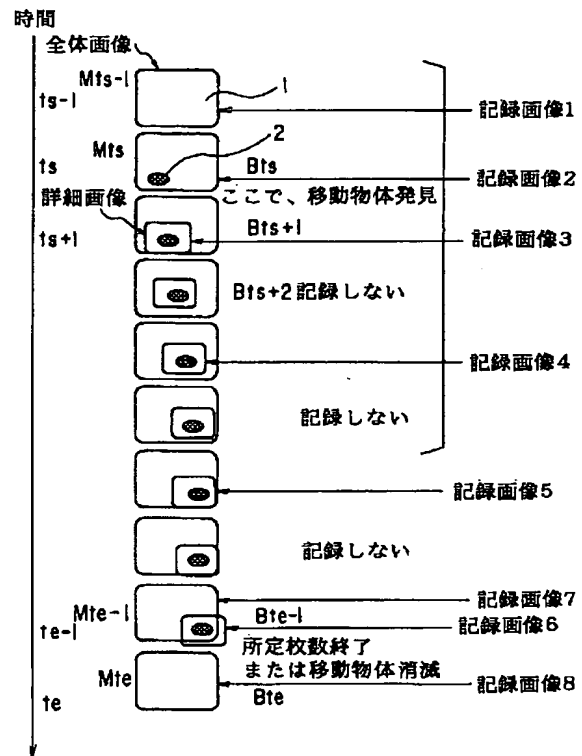 時間
全体画像
Mts-1
ts-1
1
記録画像1
Mts
ts
2
Bts
記録画像2
ここで、移動物体発見
詳細画像
ts+1
Bts+1
記録画像3
Bts+2記録しない
記録画像4
記録しない
記録画像5
記録しない
記録画像7
Mte-1
te-1
Bte-1
記録画像6
所定枚数終了
または移動物体消滅
Mte
te
Bte
記録画像8